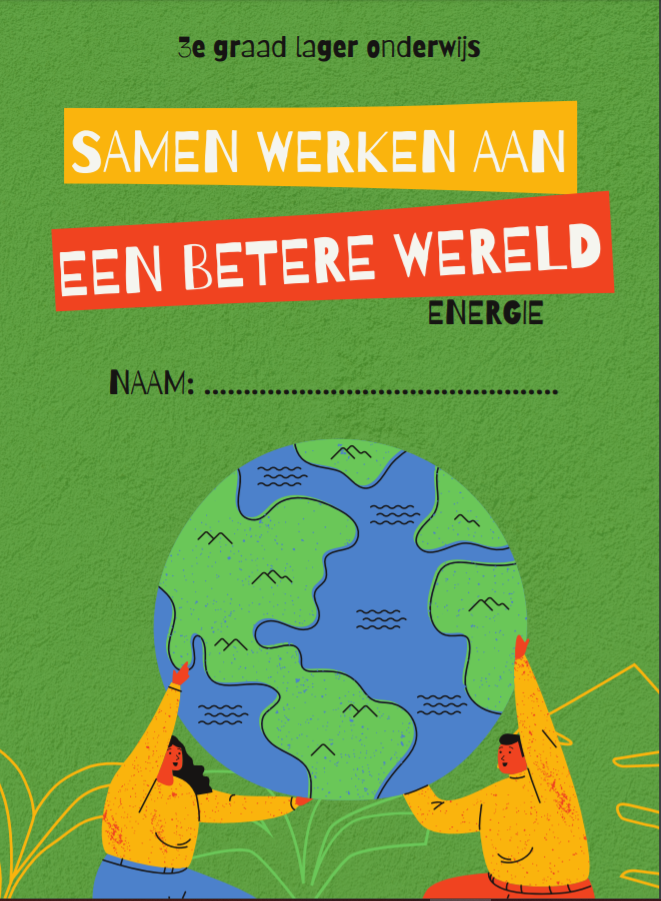 3e graad lager onderwijs
SAMEN WERKEN AAN
EEN BETERE WERELD
ENERGIE
NAAM: .............................................